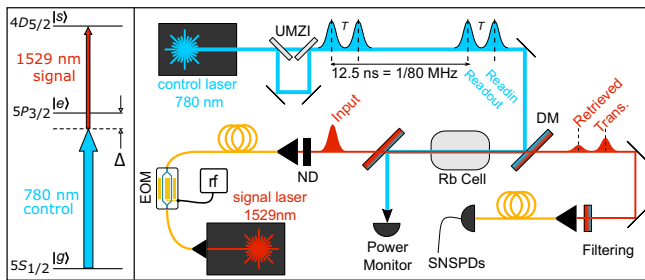 4D5/2 |s⟩
1529 nm
signal
5P3/2 |e⟩
Δ
780 nm
control
5S1/2 |g⟩
UMZI
T
T
control laser
780 nm
12.5 ns = 1/80 MHz
Readout
Readin
Input
DM
Retrieved
Trans.
ND
Rb Cell
EOM
rf
signal laser
1529nm
Power
Monitor
SNSPDs
Filtering